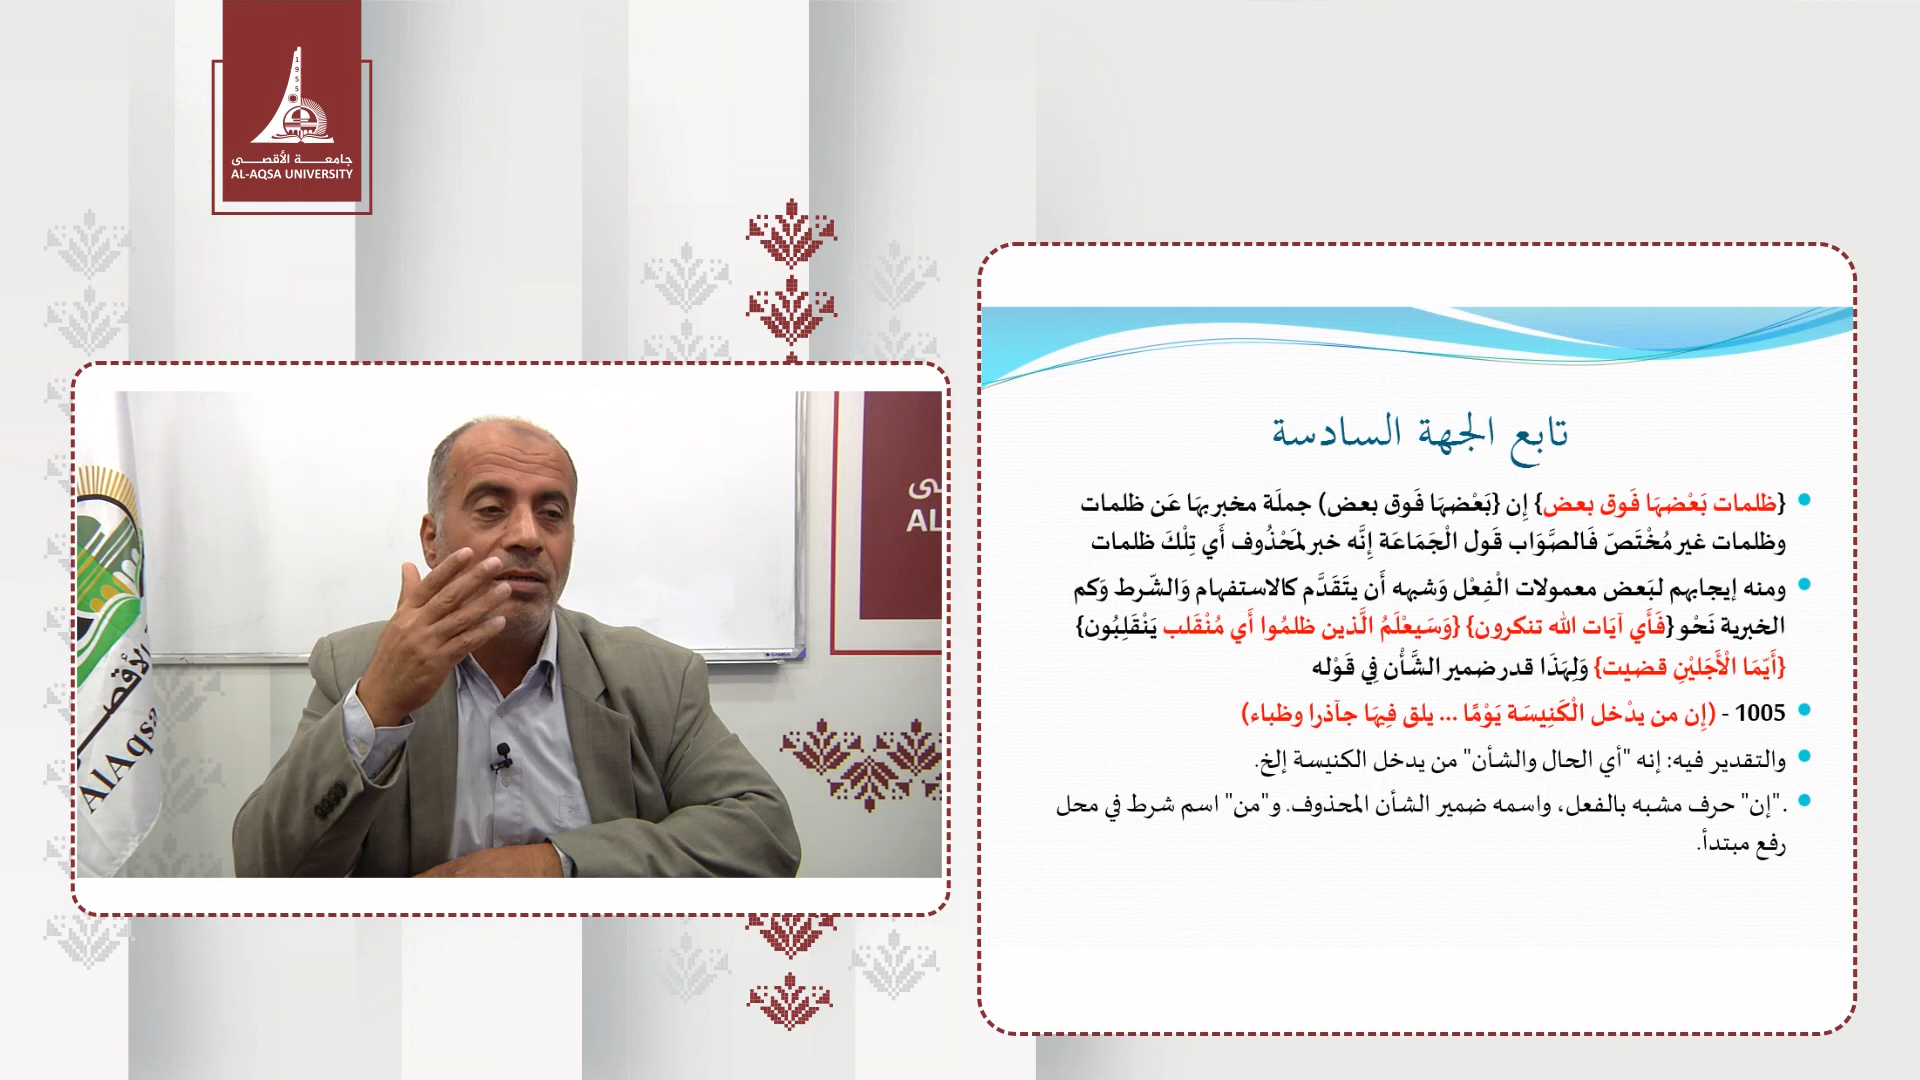 1955
جامعة الأقصى
AL-AQSA UNIVERSITY
تابع الجهة السادسة
{ظلمات بَعْضهَا فَوق بعض} إِن {بَعْضهَا فَوق بعض) جملَة مخبر بهَا عَن ظلمات
وظلمات غير مُخْتَصّ فَالصَّوَاب قَول الْجَمَاعَة إِنَّه خبر لمَحْذُوف أَي تِلْكَ ظلمات
ومنه إيجابهم لبَعض معمولات الْفِعْل وَشبهه أَن يتَقَدَّم كالاستفهام وَالشّرط وَكم
الخبرية نَحْو {فَأَي آيَات الله تنكرون} {وَسَيعْلَمُ الَّذين ظلمُوا أَي مُنْقَلب يَنْقَلِبُون}
{أَيّمَا الْأَجَليْنِ قضيت} وَلِهَذَا قدر ضمير الشَّأْن فِي قَوْله
1005 - (إِن من يدْخل الْكَنِيسَة يَوْمًا ... يلق فِيهَا جآذرا وظباء)
والتقدير فيه: إنه "أي الحال والشأن" من يدخل الكنيسة إلخ.
."إن" حرف مشبه بالفعل، واسمه ضمير الشأن المحذوف. و"من" اسم شرط في محل
رفع مبتدأ.
صى
AL
الأقص
AlAqsa